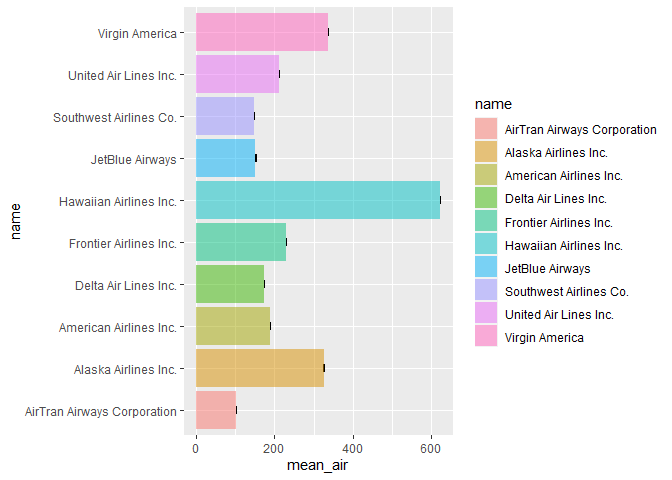 Virgin America
United Air Lines Inc.
Southwest Airlines Co.
JetBlue Airways
Hawaiian Airlines Inc.
Frontier Airlines Inc.
Delta Air Lines Inc.
American Airlines Inc.
Alaska Airlines Inc.
AirTran Airways Corporation
name
0 200 400 600
mean_air
name
AirTran Airways Corporation
Alaska Airlines Inc.
American Airlines Inc.
Delta Air Lines Inc.
Frontier Airlines Inc.
Hawaiian Airlines Inc.
JetBlue Airways
Southwest Airlines Co.
United Air Lines Inc.
Virgin America